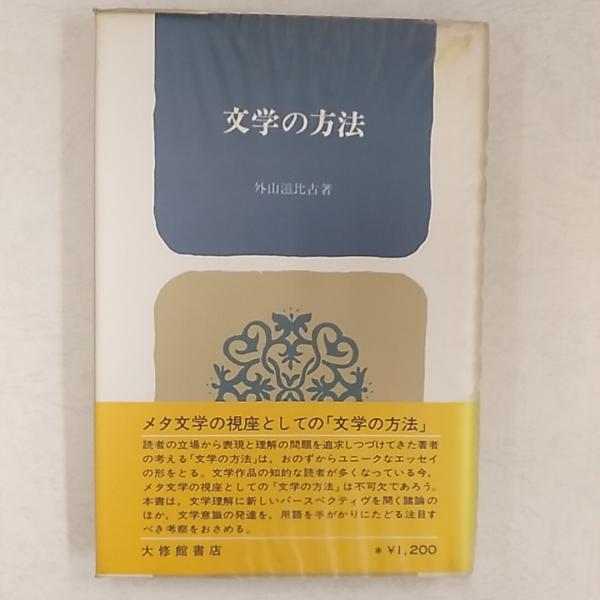 文学の方法
外山滋比古著
メタ文学の視座としての「文学の方法」
読者の立場から表現と理解の問題を追求しつづけてきた著者
の考える「文学の方法」は，おのずからユニークなエッセイ
の形をとる。文学作品の知的な読者が多くなっている今，
メタ文学の視座としての「文学の方法」は不可欠であろう。
本書は，文学理解に新しいパースペクティヴを開く諸論の
ほか，文学意識の発達を，用語を手がかりにたどる注目す
べき考察をおさめる。
大修館書店
＊¥1,200